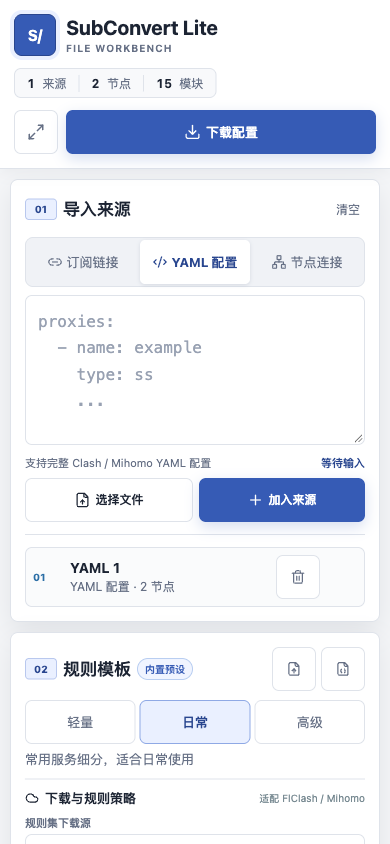 S/
SubConvert Lite
FILE WORKBENCH
1 来源 2 节点 15 模块
下载配置
01 导入来源 清空
订阅链接 YAML 配置 节点连接
proxies:
  - name: example
    type: ss
    ...
支持完整 Clash / Mihomo YAML 配置 等待输入
选择文件 加入来源
01 YAML 1
YAML 配置 · 2 节点
02 规则模板 内置预设
轻量 日常 高级
常用服务细分，适合日常使用
下载与规则策略 适配 FlClash / Mihomo
规则集下载源